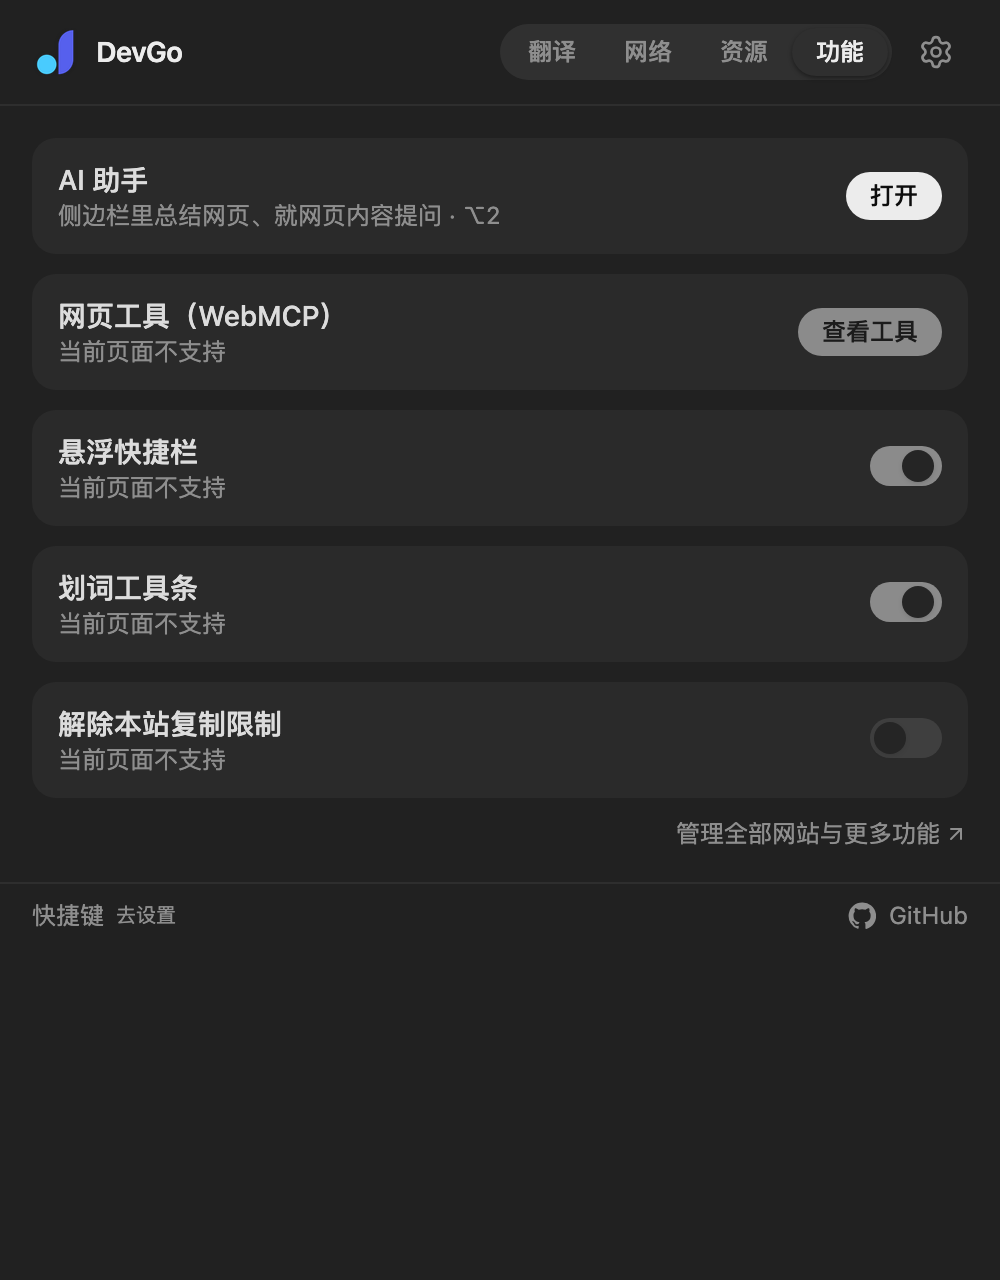 DevGo
翻译 网络 资源 功能
AI 助手
侧边栏里总结网页、就网页内容提问 · ⌥2
打开
网页工具（WebMCP）
当前页面不支持
查看工具
悬浮快捷栏
当前页面不支持
划词工具条
当前页面不支持
解除本站复制限制
当前页面不支持
管理全部网站与更多功能 ↗
快捷键 去设置
GitHub